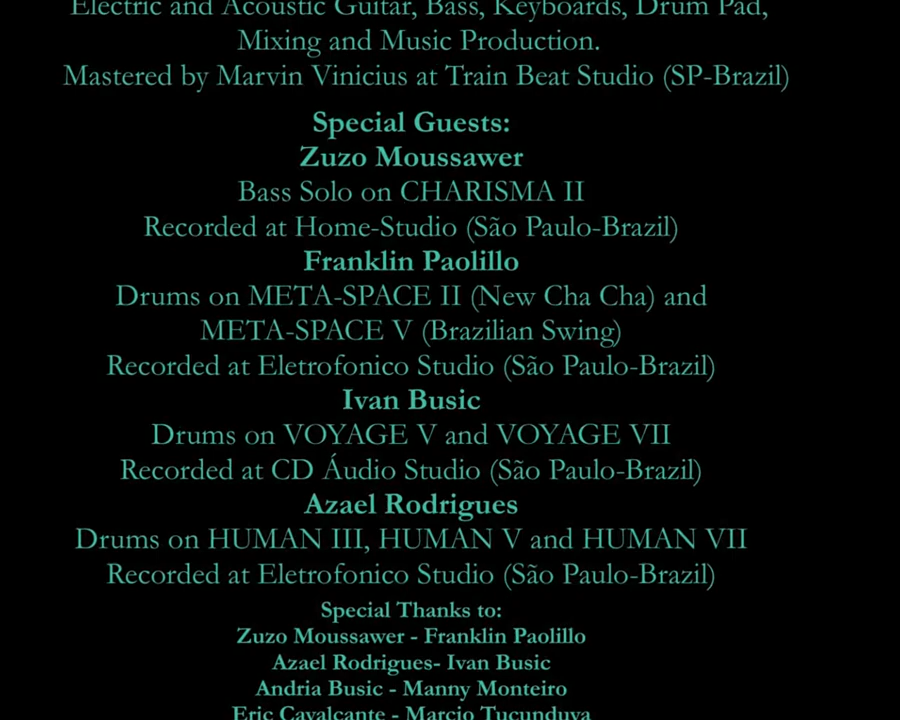 Electric and Acoustic Guitar, Bass, Keyboards, Drum Pad,
Mixing and Music Production.
Mastered by Marvin Vinicius at Train Beat Studio (SP-Brazil)
Special Guests:
Zuzo Moussawer
Bass Solo on CHARISMA II
Recorded at Home-Studio (São Paulo-Brazil)
Franklin Paolillo
Drums on META-SPACE II (New Cha Cha) and
META-SPACE V (Brazilian Swing)
Recorded at Eletrofonico Studio (São Paulo-Brazil)
Ivan Busic
Drums on VOYAGE V and VOYAGE VII
Recorded at CD Áudio Studio (São Paulo-Brazil)
Azael Rodrigues
Drums on HUMAN III, HUMAN V and HUMAN VII
Recorded at Eletrofonico Studio (São Paulo-Brazil)
Special Thanks to:
Zuzo Moussawer - Franklin Paolillo
Azael Rodrigues- Ivan Busic
Andria Busic - Manny Monteiro
Eric Cavalcante - Marcio Tucunduva